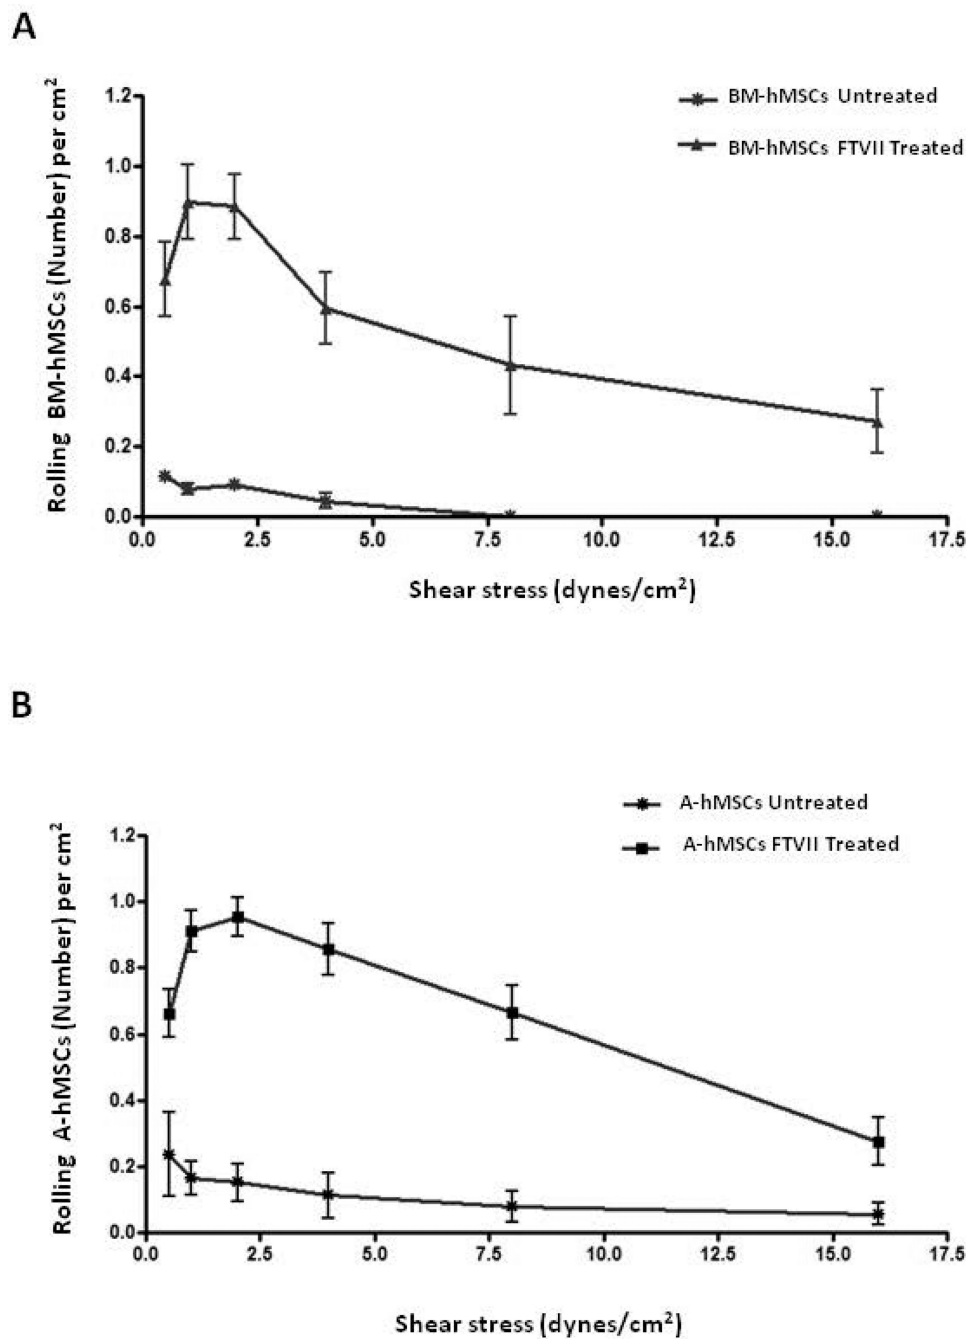 A
BM-hMSCs Untreated
BM-hMSCs FTVII Treated
Rolling BM-hMSCs (Number) per cm²
1.2
1.0
0.8
0.6
0.4
0.2
0.0
0.0 2.5 5.0 7.5 10.0 12.5 15.0 17.5
Shear stress (dynes/cm²)
B
A-hMSCs Untreated
A-hMSCs FTVII Treated
Rolling A-hMSCs (Number) per cm²
1.2
1.0
0.8
0.6
0.4
0.2
0.0
0.0 2.5 5.0 7.5 10.0 12.5 15.0 17.5
Shear stress (dynes/cm²)